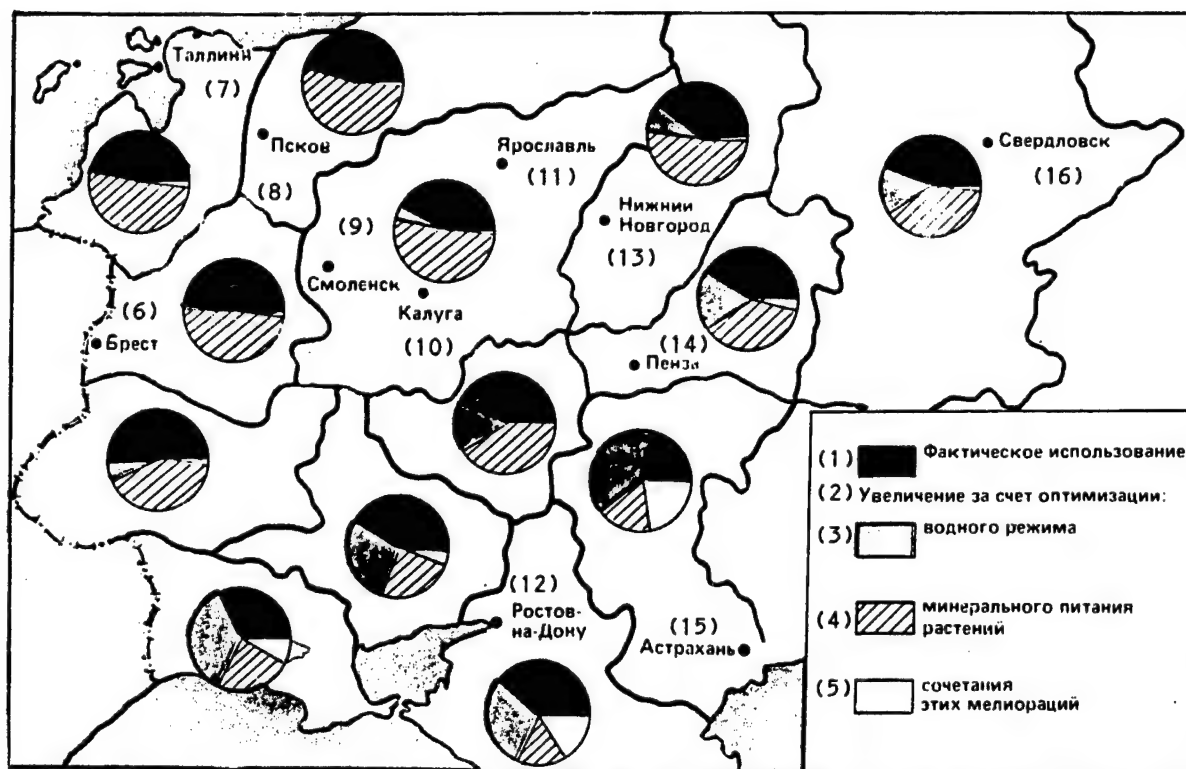 Таллинн
(7)
Псков
(8)
Ярославль
(11)
(9)
Смоленск
Калуга
(10)
Нижнии
Новгород
(13)
Свердловск
(16)
(6)
Брест
(14)
Пенза
(12)
Ростов-
на-Дону
(15)
Астрахань
(1) Фактическое использование
(2) Увеличение за счет оптимизации:
(3) водного режима
(4) минерального питания
растений
(5) сочетания
этих мелиораций